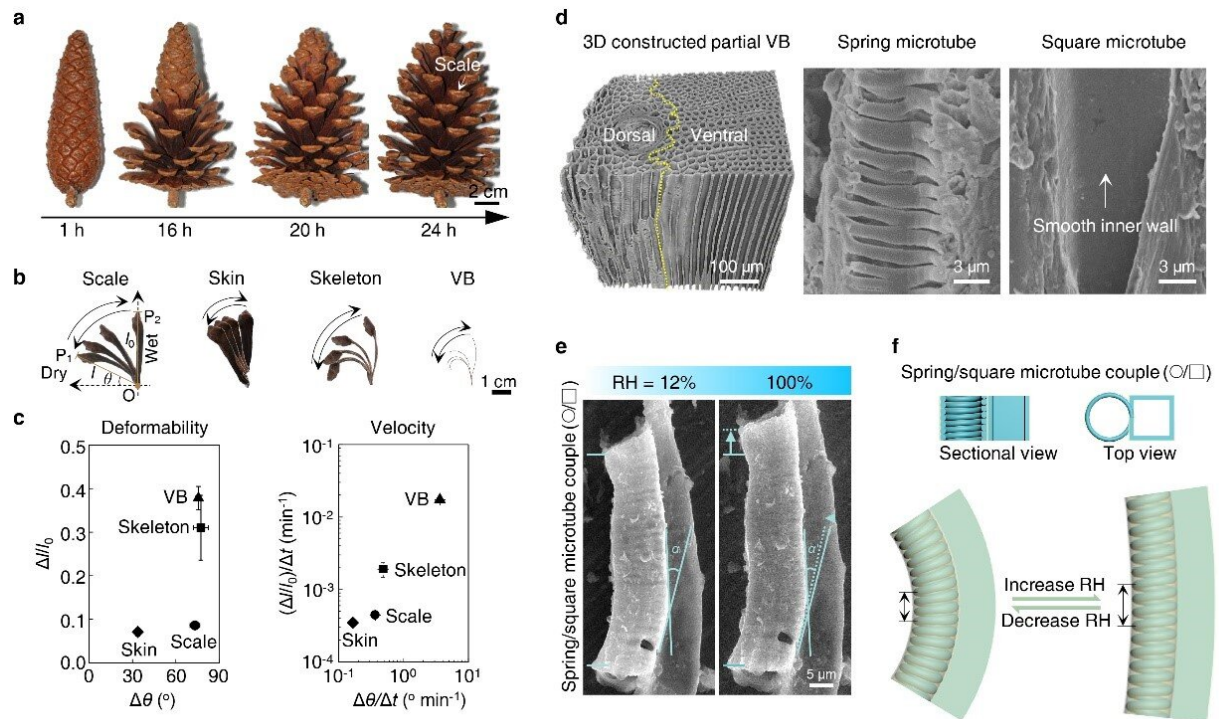 a
Scale
2 cm
1 h
16 h
20 h
24 h
b
Scale
Skin
Skeleton
VB
P1
P2
l0
Wet
Dry
l
θ
O
1 cm
c
Deformability
Δl/l0
0.5
0.4
0.3
0.2
0.1
0.0
VB
Skeleton
Skin
Scale
0
30
60
90
Δθ (º)
Velocity
(Δl/l0)/Δt (min-1)
10-1
10-2
10-3
10-4
VB
Skeleton
Scale
Skin
10-1
100
101
Δθ/Δt (º min-1)
d
3D constructed partial VB
Dorsal
Ventral
100 μm
Spring microtube
3 μm
Square microtube
Smooth inner wall
3 μm
e
Spring/square microtube couple (○/□)
RH = 12%
100%
α
α
5 μm
f
Spring/square microtube couple (○/□)
Sectional view
Top view
Increase RH
Decrease RH